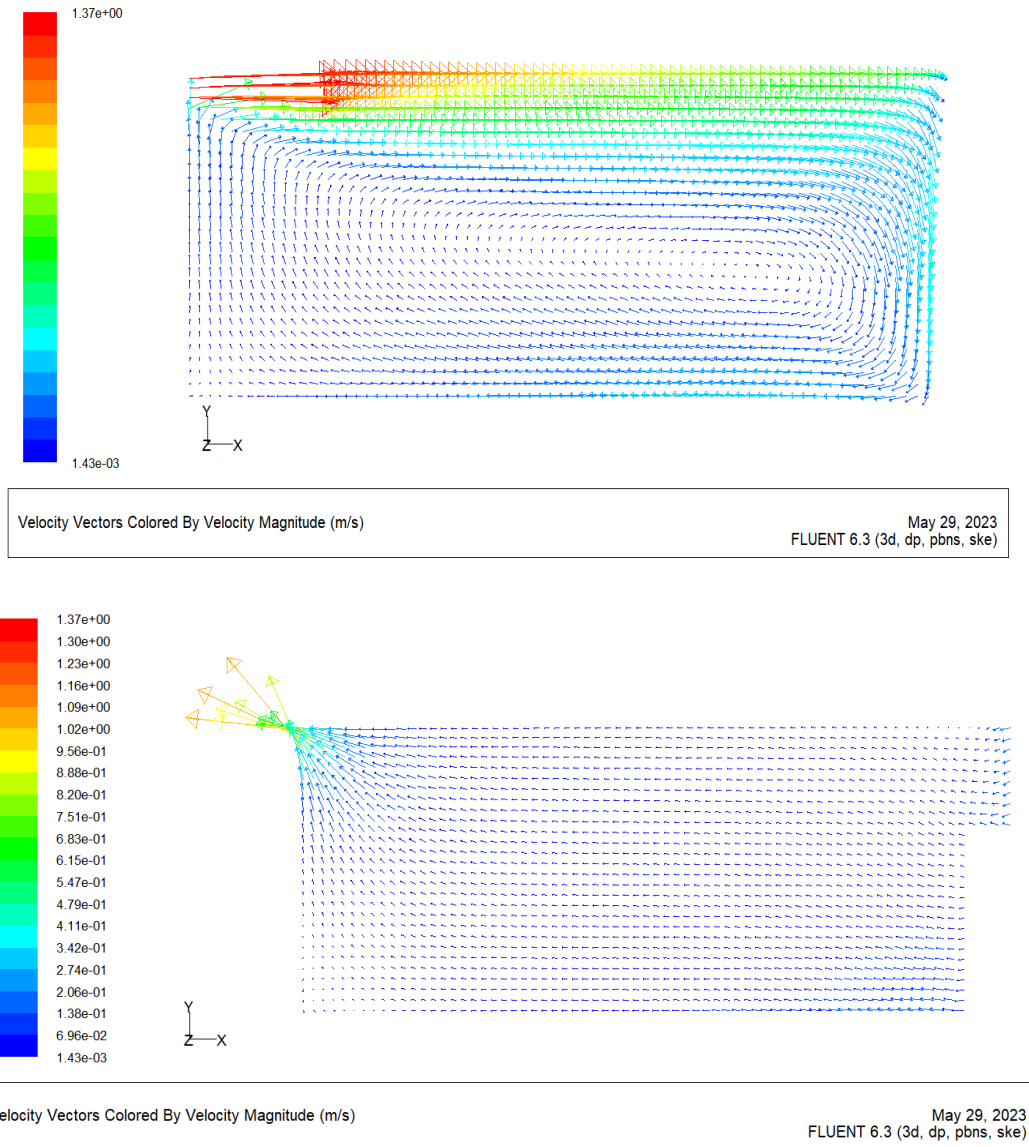 1.37e+00
Y
Z X
1.43e-03
Velocity Vectors Colored By Velocity Magnitude (m/s)
May 29, 2023
FLUENT 6.3 (3d, dp, pbns, ske)
1.37e+00
1.30e+00
1.23e+00
1.16e+00
1.09e+00
1.02e+00
9.56e-01
8.88e-01
8.20e-01
7.51e-01
6.83e-01
6.15e-01
5.47e-01
4.79e-01
4.11e-01
3.42e-01
2.74e-01
2.06e-01
1.38e-01
6.96e-02
1.43e-03
Y
Z X
elocity Vectors Colored By Velocity Magnitude (m/s)
May 29, 2023
FLUENT 6.3 (3d, dp, pbns, ske)